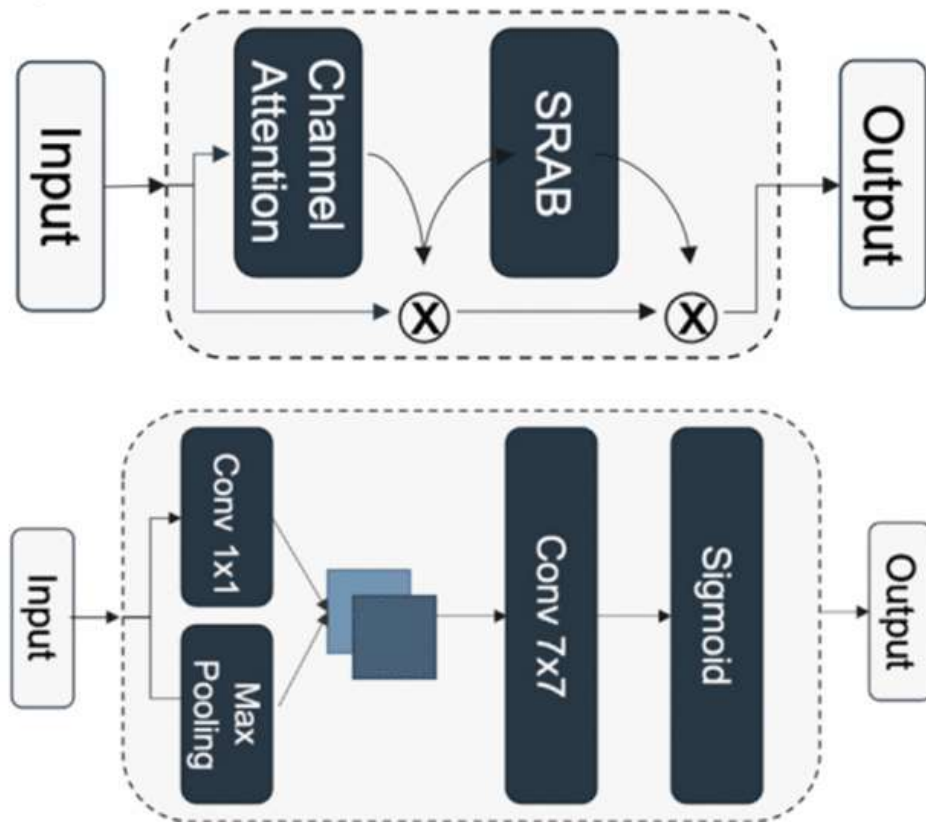 Input
Channel
Attention
SRAB
X
X
Output
Input
Conv 1x1
Max
Pooling
Conv 7x7
Sigmoid
Output